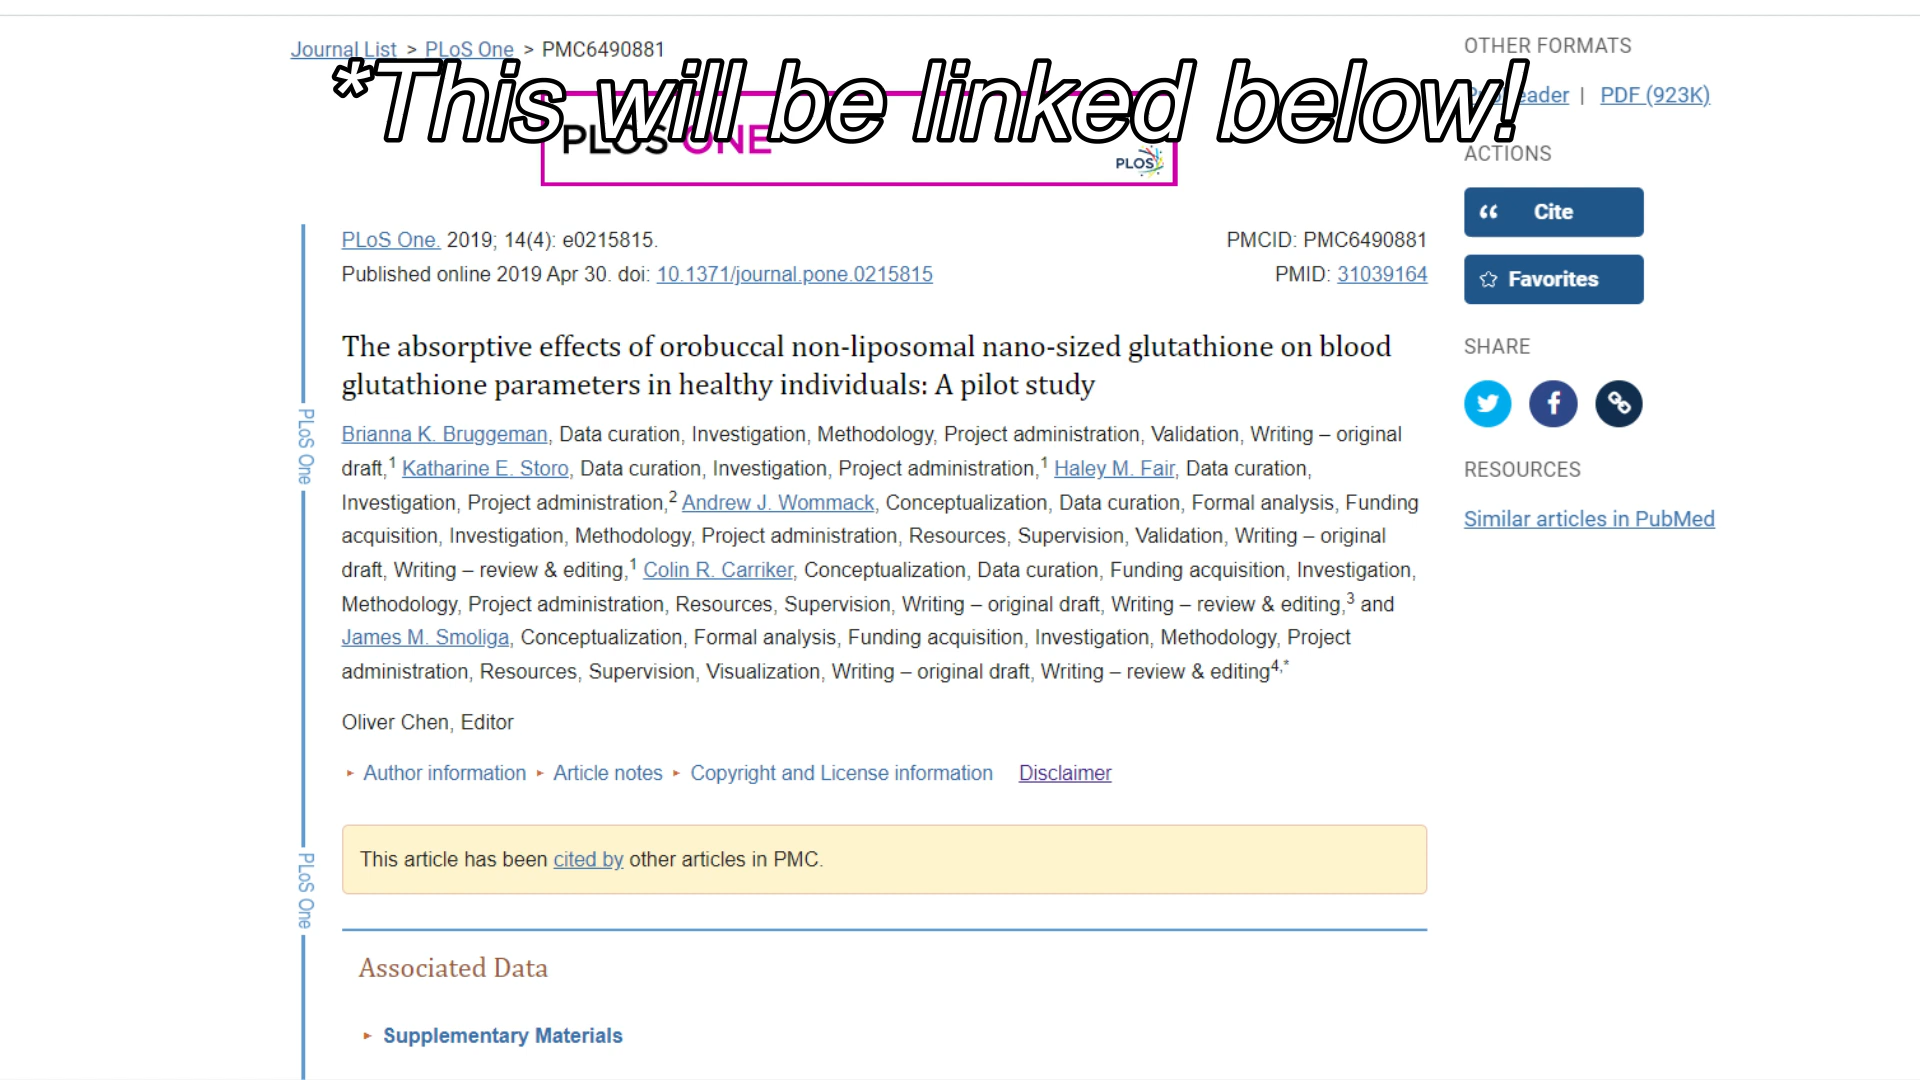 Journal List > PLoS One > PMC6490881
*This will be linked below!
PLOS ONE
PLOS
PLoS One. 2019; 14(4): e0215815.
Published online 2019 Apr 30. doi: 10.1371/journal.pone.0215815
PMCID: PMC6490881
PMID: 31039164
The absorptive effects of orobuccal non-liposomal nano-sized glutathione on blood
glutathione parameters in healthy individuals: A pilot study
Brianna K. Bruggeman, Data curation, Investigation, Methodology, Project administration, Validation, Writing – original
draft,1 Katharine E. Storo, Data curation, Investigation, Project administration,1 Haley M. Fair, Data curation,
Investigation, Project administration,2 Andrew J. Wommack, Conceptualization, Data curation, Formal analysis, Funding
acquisition, Investigation, Methodology, Project administration, Resources, Supervision, Validation, Writing – original
draft, Writing – review & editing,1 Colin R. Carriker, Conceptualization, Data curation, Funding acquisition, Investigation,
Methodology, Project administration, Resources, Supervision, Writing – original draft, Writing – review & editing,3 and
James M. Smoliga, Conceptualization, Formal analysis, Funding acquisition, Investigation, Methodology, Project
administration, Resources, Supervision, Visualization, Writing – original draft, Writing – review & editing4,*
Oliver Chen, Editor
Author information Article notes Copyright and License information Disclaimer
This article has been cited by other articles in PMC.
Associated Data
Supplementary Materials
PLoS One
PLoS One
OTHER FORMATS
| PDF (923K)
ACTIONS
Cite
Favorites
SHARE
RESOURCES
Similar articles in PubMed